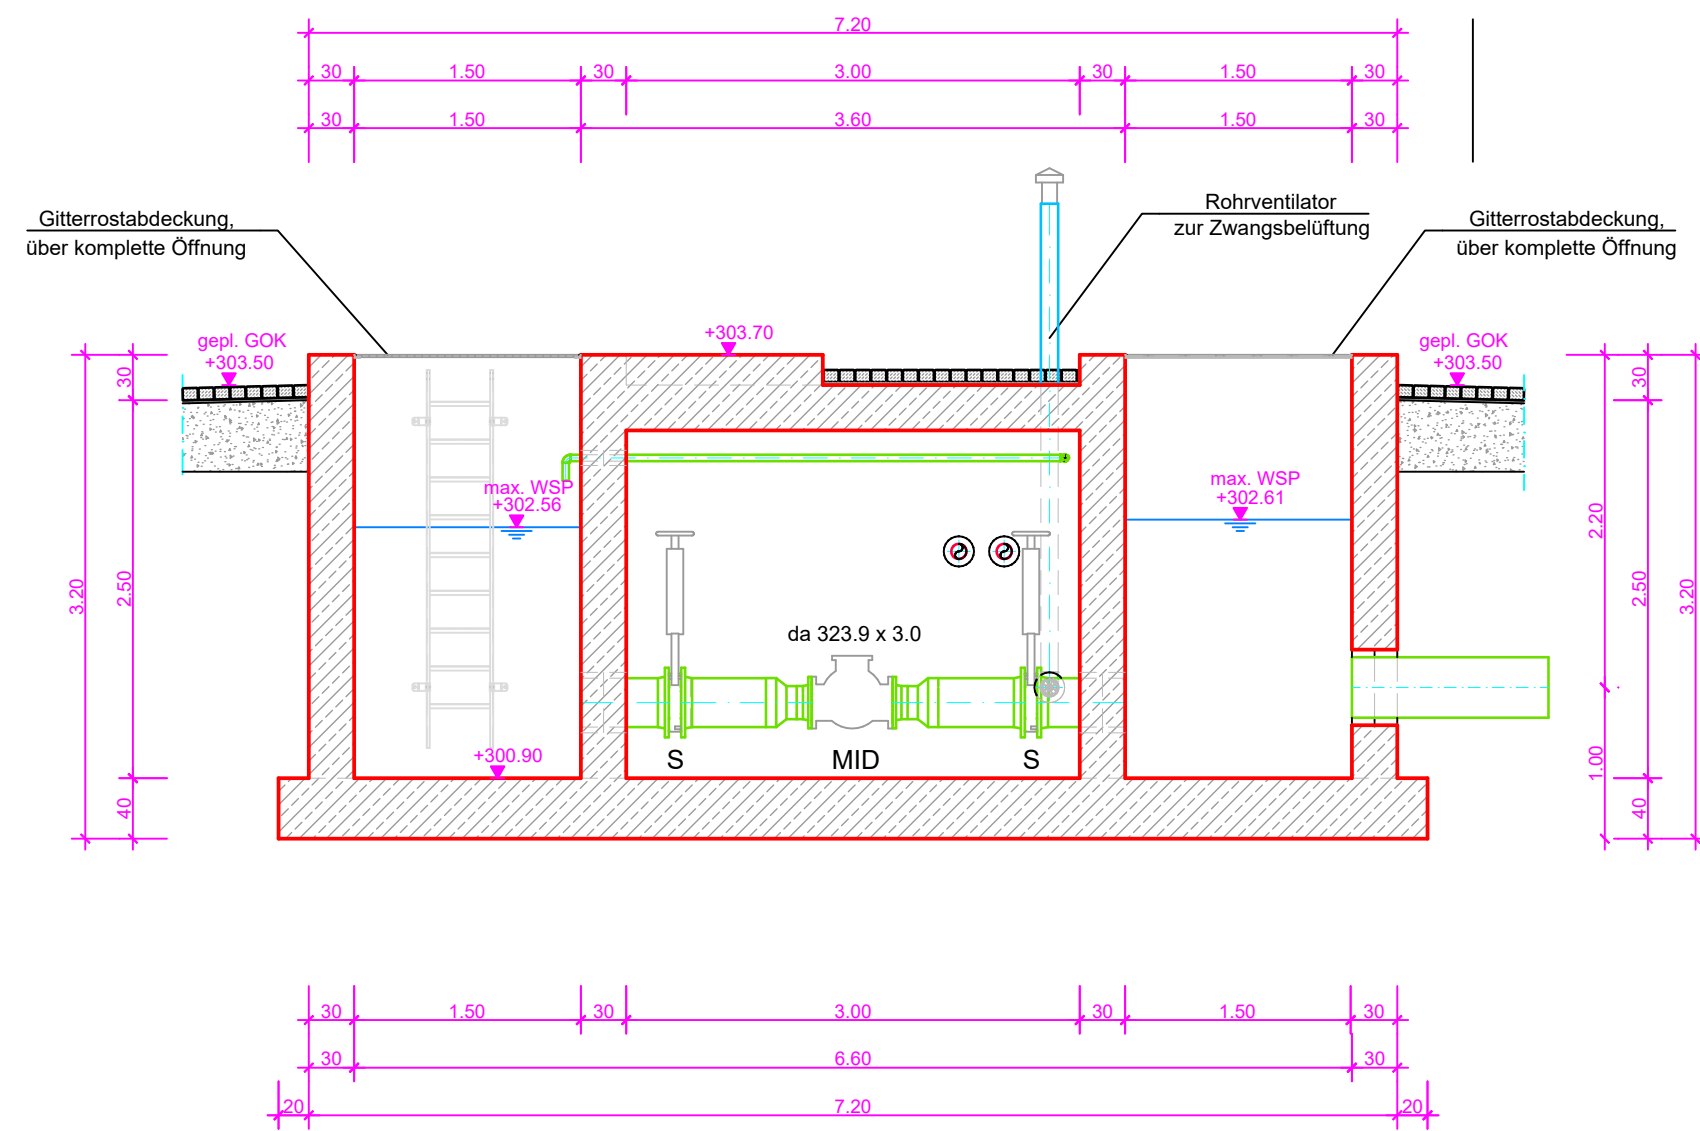 7.20
30 1.50 30 3.00 30 1.50 30
30 1.50 3.60 1.50 30
Gitterrostabdeckung,
über komplette Öffnung
Rohrventilator
zur Zwangsbelüftung
Gitterrostabdeckung,
über komplette Öffnung
gepl. GOK
+303.50
+303.70
gepl. GOK
+303.50
30
2.50
40
3.20
max. WSP
+302.56
max. WSP
+302.61
da 323.9 x 3.0
+300.90
S MID S
2.20
1.00
30
2.50
40
3.20
30 1.50 30 3.00 30 1.50 30
30 6.60 30
20 7.20 20